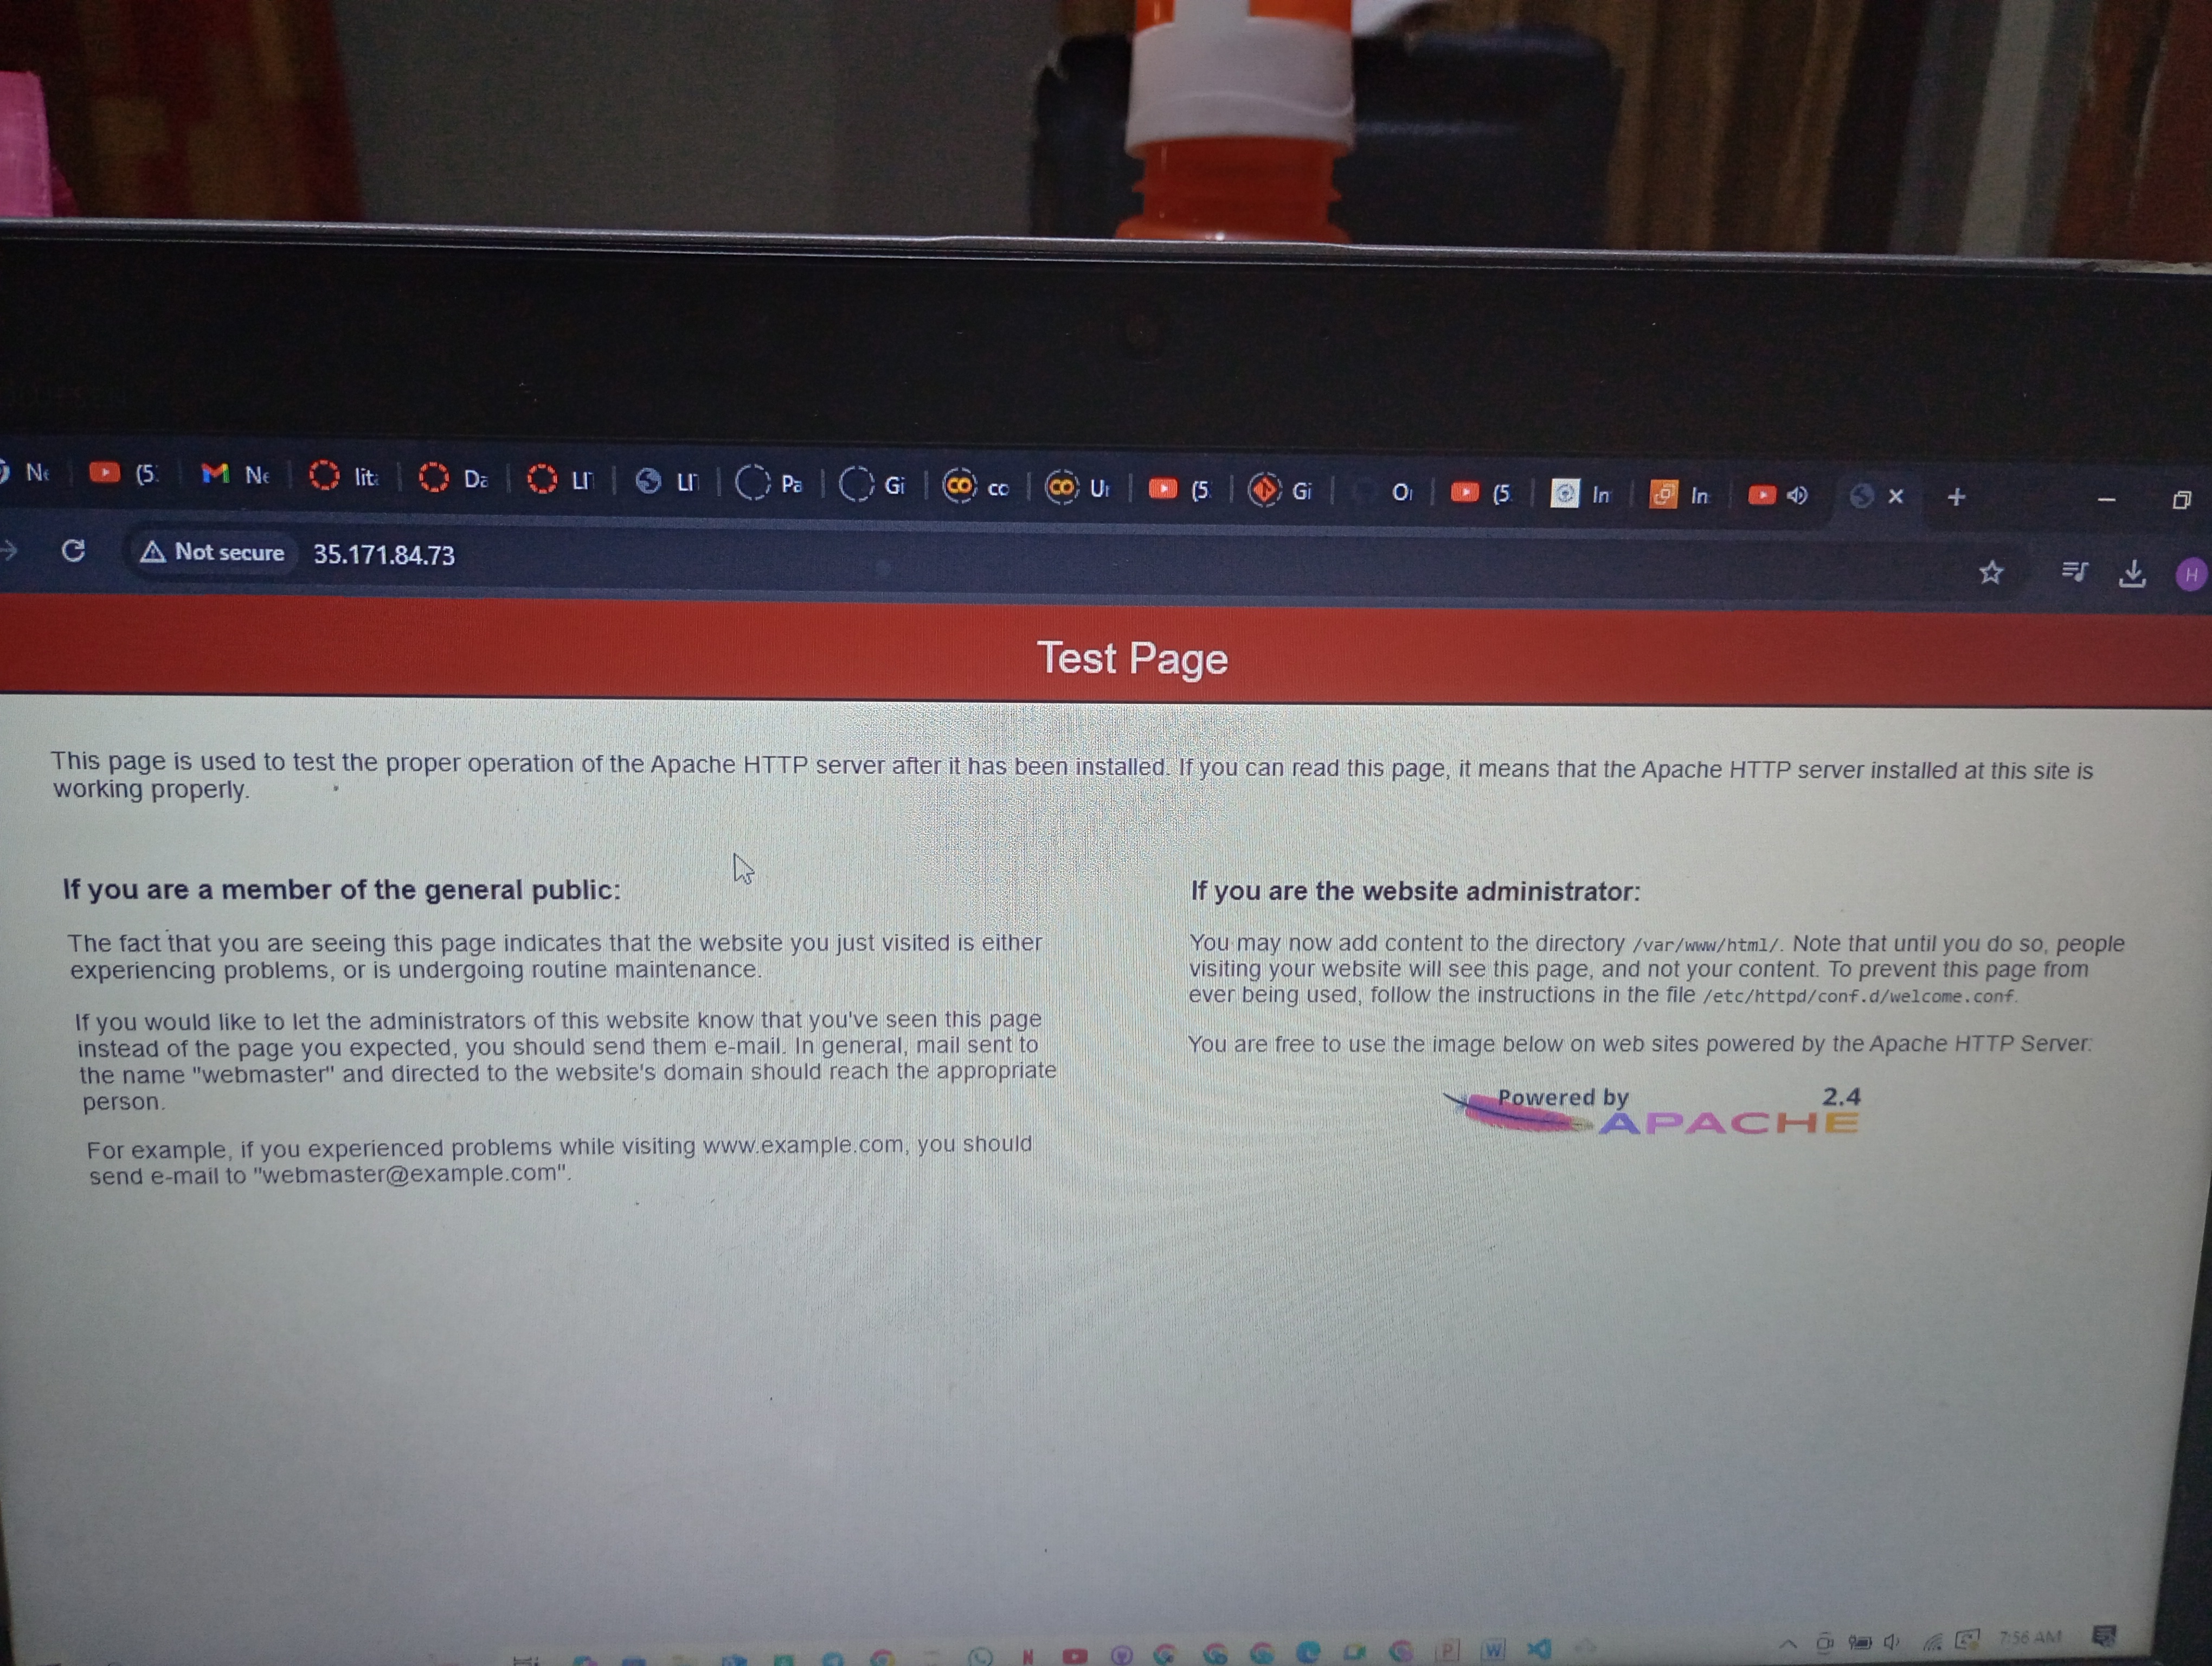 Ne (5: Ne lit: Da LI LI Pa Gi co co co Ur (5 Gi O (5 In In
Not secure 35.171.84.73
H
Test Page
This page is used to test the proper operation of the Apache HTTP server after it has been installed. If you can read this page, it means that the Apache HTTP server installed at this site is
working properly.
If you are a member of the general public:
The fact that you are seeing this page indicates that the website you just visited is either
experiencing problems, or is undergoing routine maintenance.
If you would like to let the administrators of this website know that you've seen this page
instead of the page you expected, you should send them e-mail. In general, mail sent to
the name "webmaster" and directed to the website's domain should reach the appropriate
person.
For example, if you experienced problems while visiting www.example.com, you should
send e-mail to "webmaster@example.com".
If you are the website administrator:
You may now add content to the directory /var/www/html/. Note that until you do so, people
visiting your website will see this page, and not your content. To prevent this page from
ever being used, follow the instructions in the file /etc/httpd/conf.d/welcome.conf.
You are free to use the image below on web sites powered by the Apache HTTP Server:
Powered by 2.4
APACHE
N P W 7:56 AM